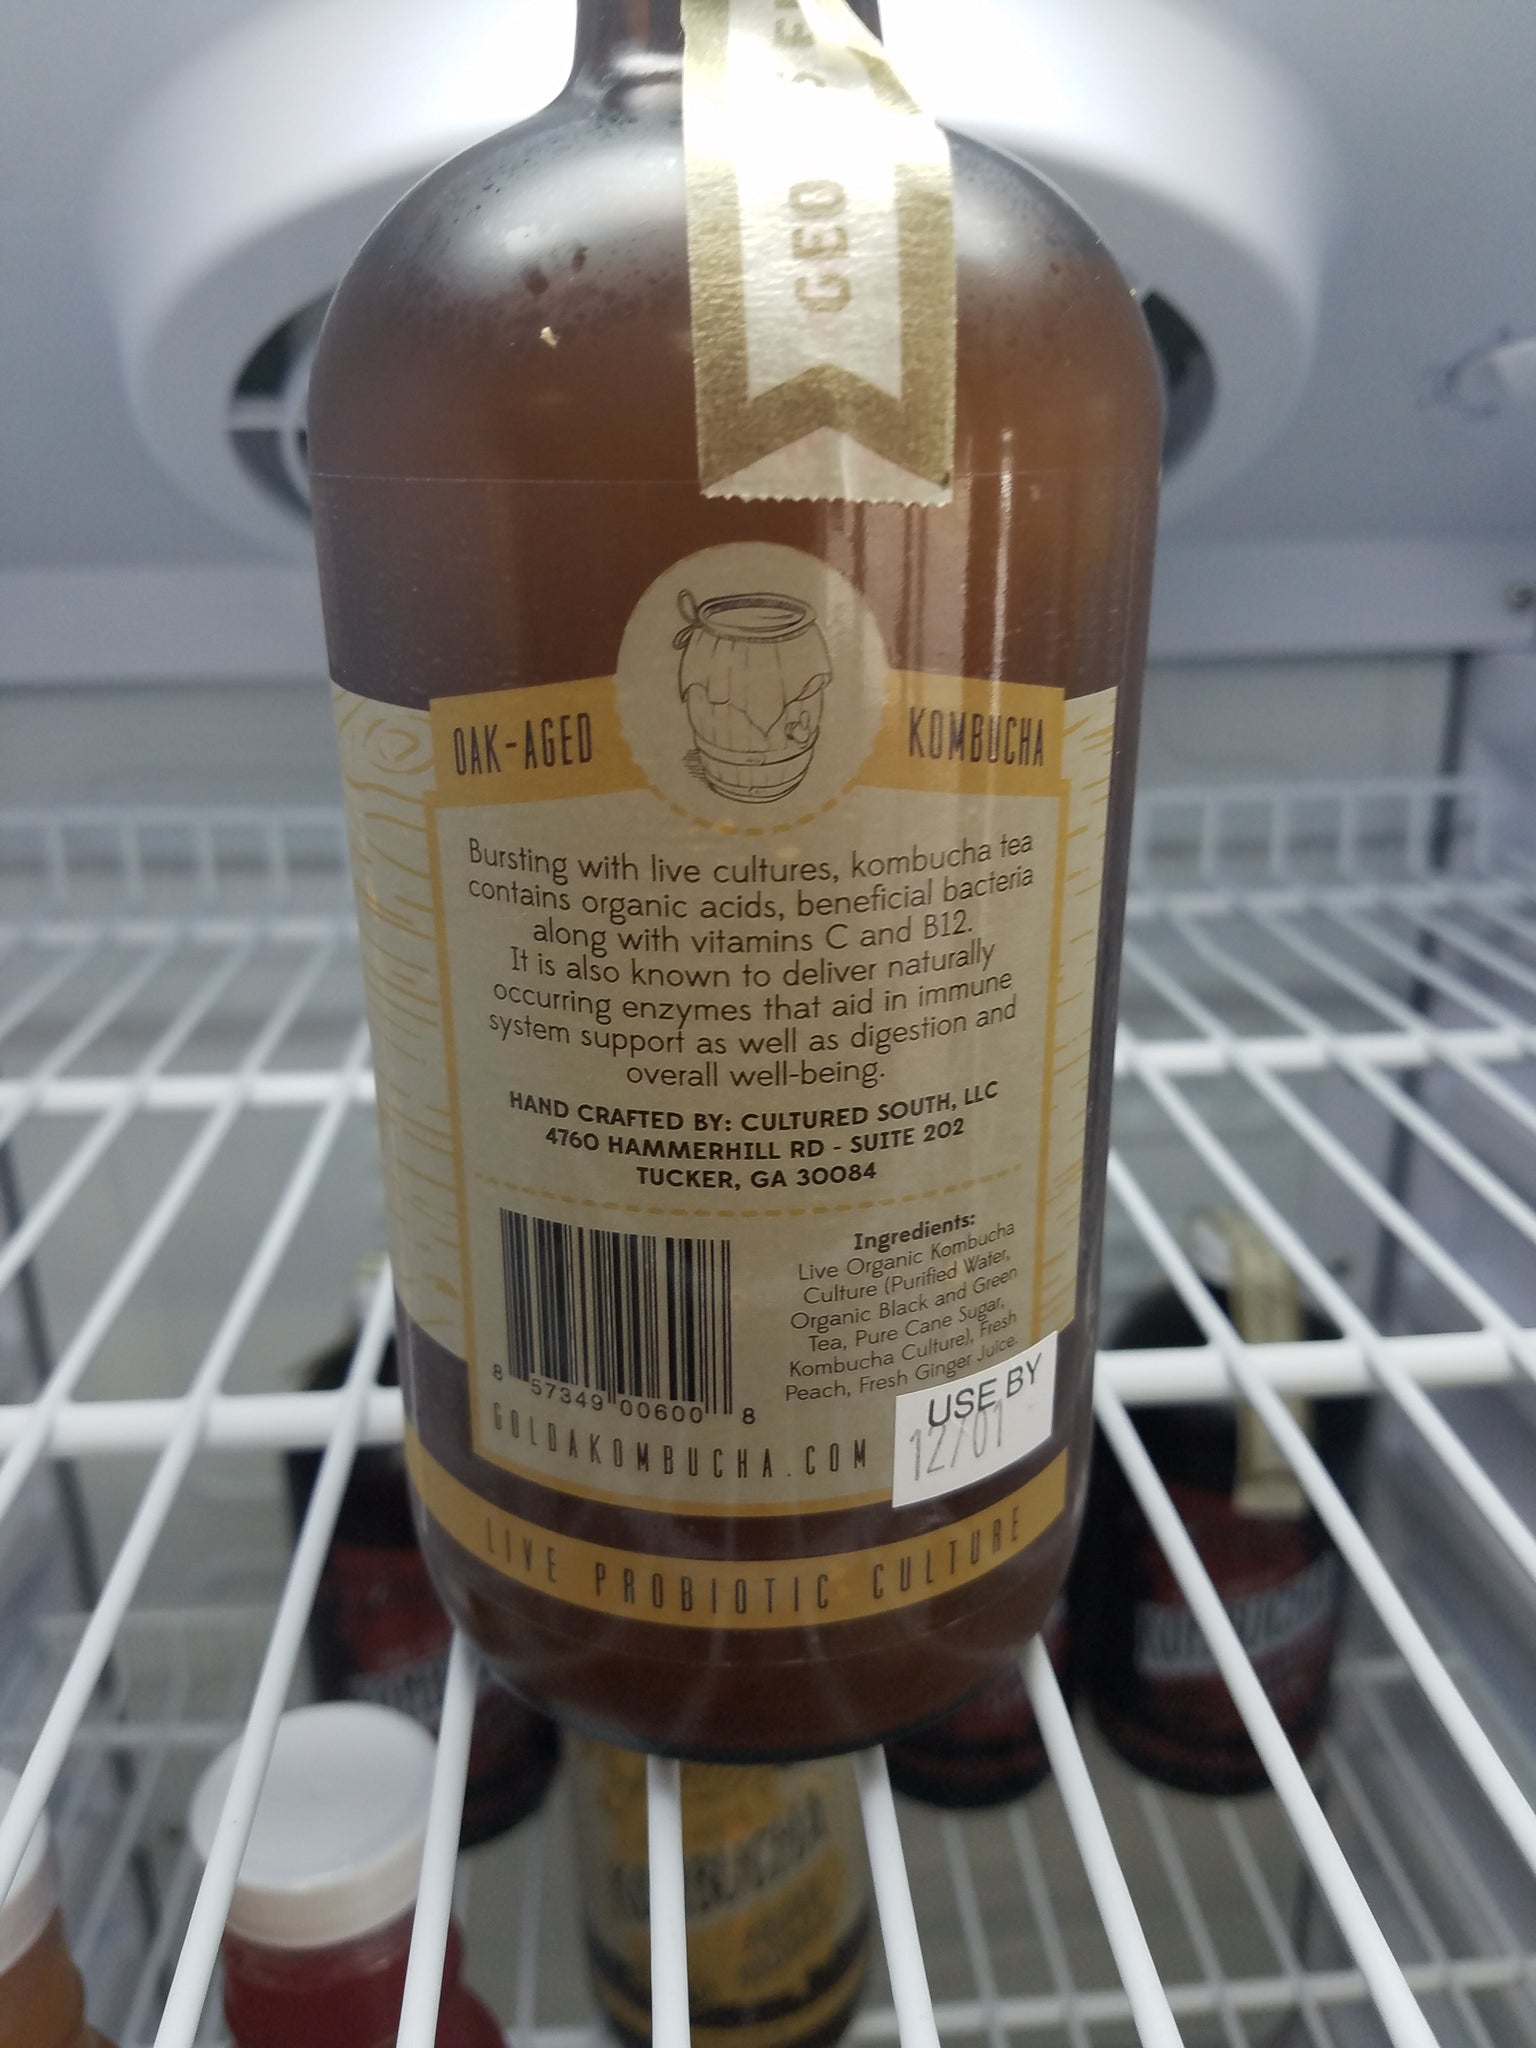 GEO
OAK-AGED
KOMBUCHA
Bursting with live cultures, kombucha tea
contains organic acids, beneficial bacteria
along with vitamins C and B12.
It is also known to deliver naturally
occurring enzymes that aid in immune
system support as well as digestion and
overall well-being.
HAND CRAFTED BY: CULTURED SOUTH, LLC
4760 HAMMERHILL RD - SUITE 202
TUCKER, GA 30084
Ingredients:
Live Organic Kombucha
Culture (Purified Water,
Organic Black and Green
Tea, Pure Cane Sugar,
Kombucha Culture), Fresh
Peach, Fresh Ginger Juice.
8 57349 00600 8
USE BY
12/01
GOLDAKOMBUCHA.COM
LIVE PROBIOTIC CULTURE
KOMBUCHA
KOMBUCHA